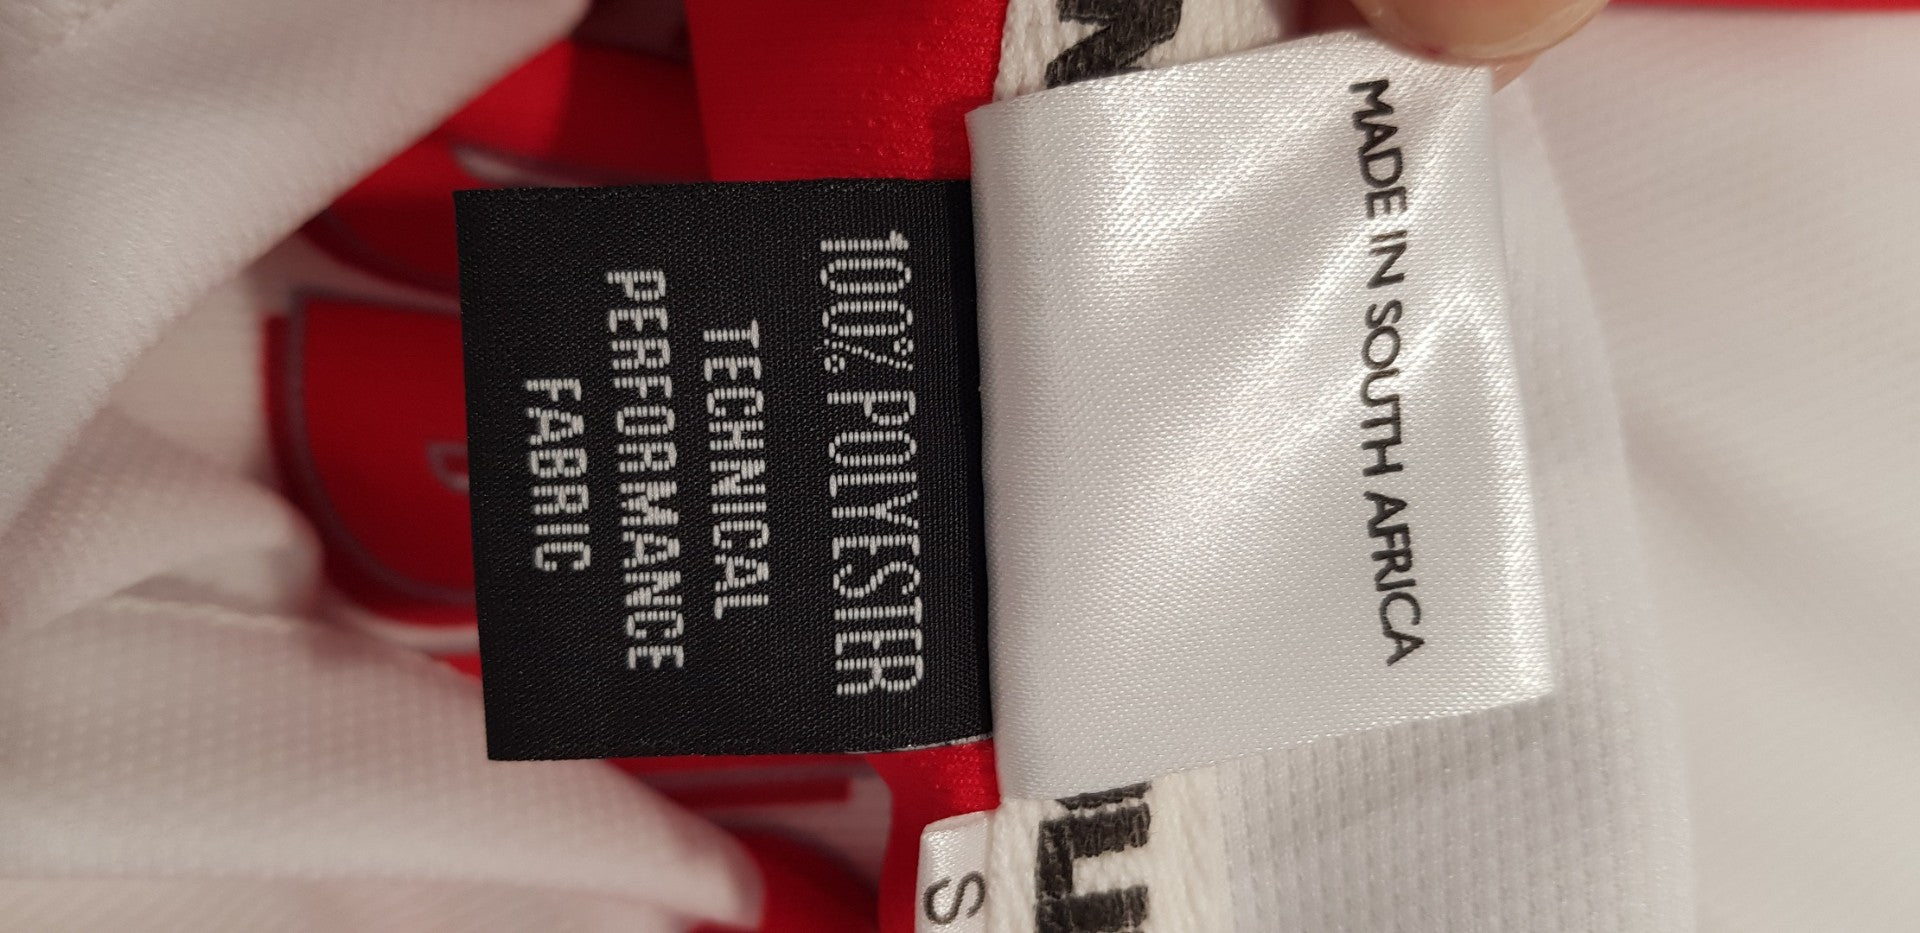 MADE IN SOUTH AFRICA
100% POLYESTER
TECHNICAL
PERFORMANCE
FABRIC
S